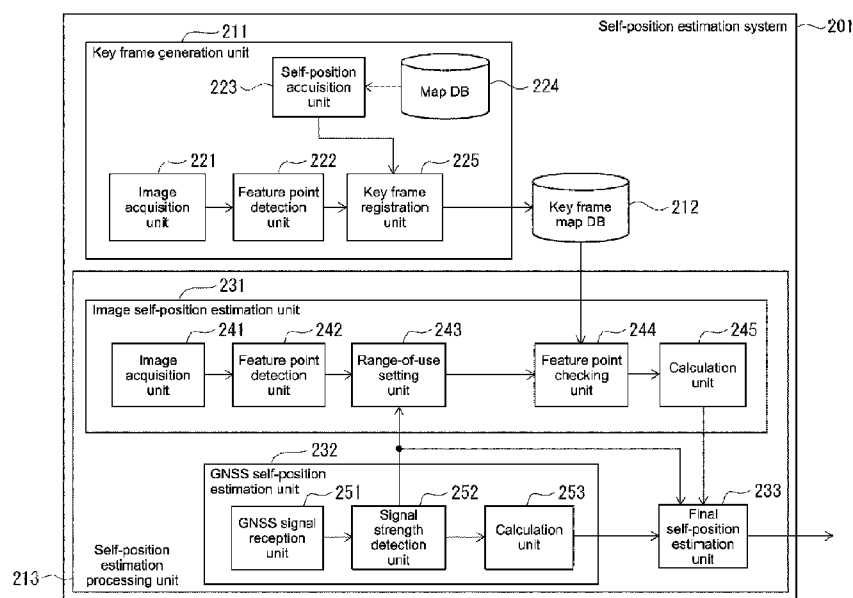 Self-position estimation system
201
211
Key frame generation unit
223
Self-position
acquisition
unit
Map DB
224
221
Image
acquisition
unit
222
Feature point
detection
unit
225
Key frame
registration
unit
Key frame
map DB
212
231
Image self-position estimation unit
241
Image
acquisition
unit
242
Feature point
detection
unit
243
Range-of-use
setting
unit
244
Feature point
checking
unit
245
Calculation
unit
232
GNSS self-position
estimation unit
251
GNSS signal
reception
unit
252
Signal
strength
detection
unit
253
Calculation
unit
233
Final
self-position
estimation
unit
Self-position
estimation
processing unit
213